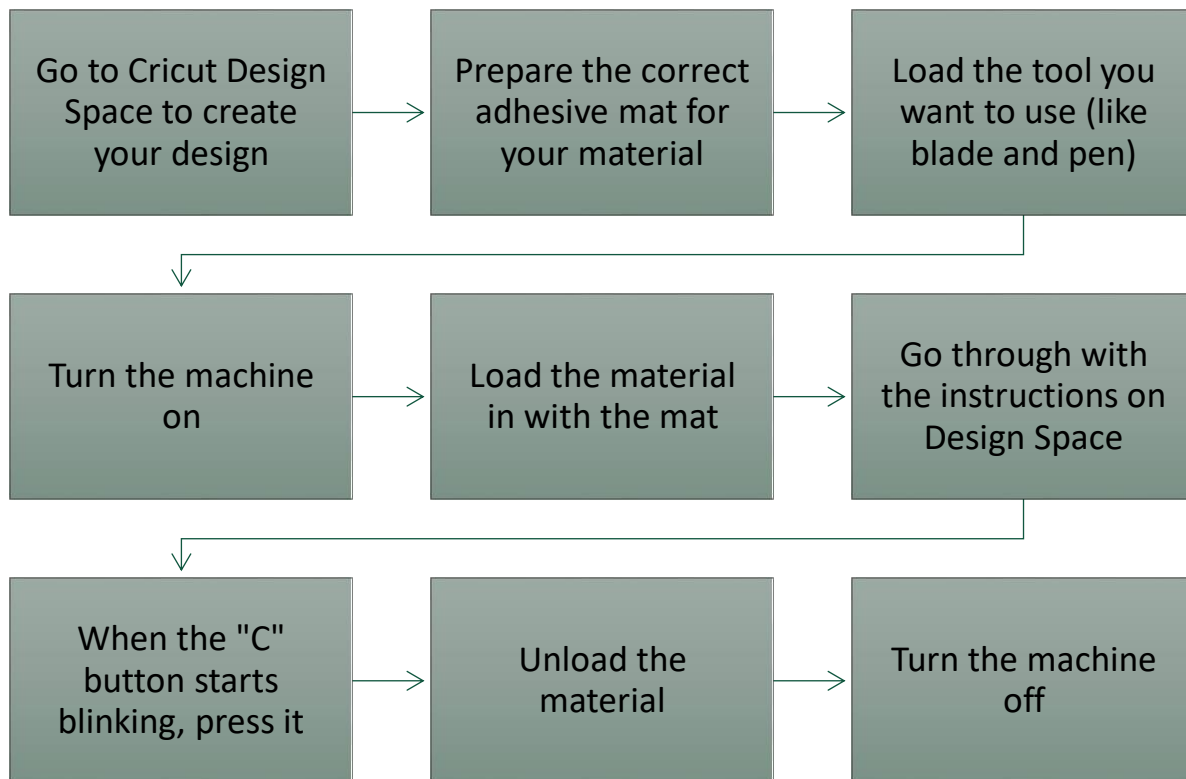 Go to Cricut Design
Space to create
your design
Prepare the correct
adhesive mat for
your material
Load the tool you
want to use (like
blade and pen)
Turn the machine
on
Load the material
in with the mat
Go through with
the instructions on
Design Space
When the "C"
button starts
blinking, press it
Unload the
material
Turn the machine
off